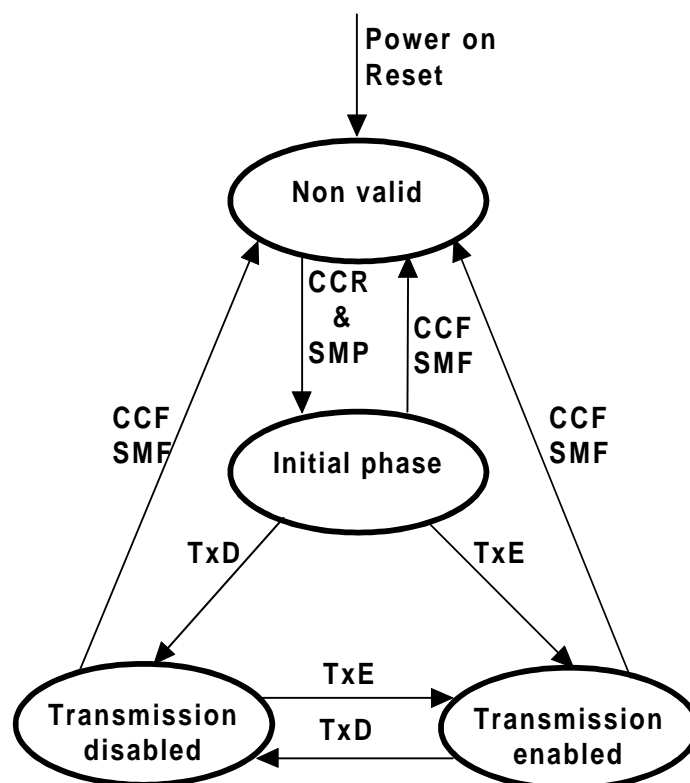 Power on
Reset
Non valid
CCR
&
SMP
CCF
SMF
CCF
SMF
CCF
SMF
Initial phase
TxD
TxE
TxE
Transmission
disabled
TxD
Transmission
enabled